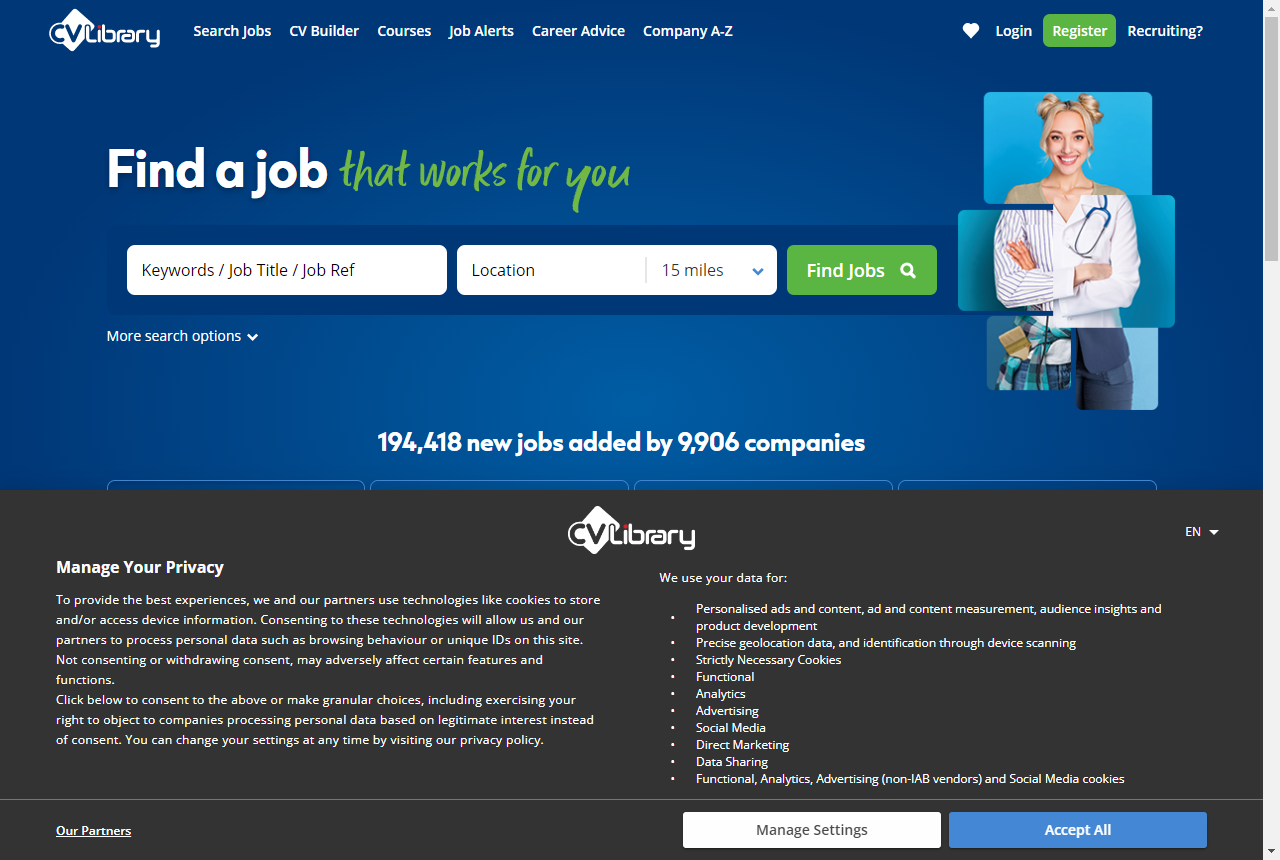 CVLibrary
Search Jobs
CV Builder
Courses
Job Alerts
Career Advice
Company A-Z
Login
Register
Recruiting?
Find a job that works for you
Keywords / Job Title / Job Ref
Location
15 miles
Find Jobs
More search options
194,418 new jobs added by 9,906 companies
CVLibrary
EN
Manage Your Privacy
To provide the best experiences, we and our partners use technologies like cookies to store
and/or access device information. Consenting to these technologies will allow us and our
partners to process personal data such as browsing behaviour or unique IDs on this site.
Not consenting or withdrawing consent, may adversely affect certain features and
functions.
Click below to consent to the above or make granular choices, including exercising your
right to object to companies processing personal data based on legitimate interest instead
of consent. You can change your settings at any time by visiting our privacy policy.
We use your data for:
• Personalised ads and content, ad and content measurement, audience insights and
product development
• Precise geolocation data, and identification through device scanning
• Strictly Necessary Cookies
• Functional
• Analytics
• Advertising
• Social Media
• Direct Marketing
• Data Sharing
• Functional, Analytics, Advertising (non-IAB vendors) and Social Media cookies
Our Partners
Manage Settings
Accept All